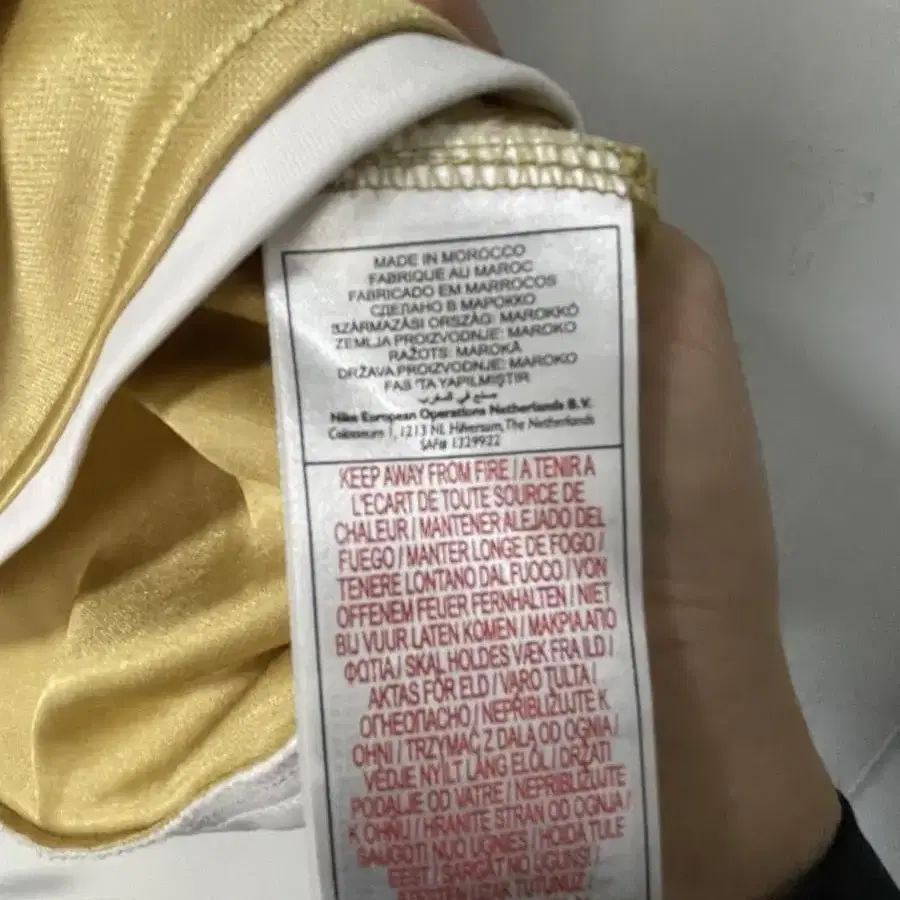 MADE IN MOROCCO
FABRIQUE AU MAROC
FABRICADO EM MARROCOS
СДЕЛАНО В МАРОККО
SZÁRMAZÁSI ORSZÁG: MAROKKÓ
ZEMLJA PROIZVODNJE: MAROKO
RAŽOTS: MAROKĀ
DRŽAVA PROIZVODNJE: MAROKO
FAS 'TA YAPILMIŞTIR
صنع في المغرب
Nike European Operations Netherlands B.V.
Colosseum 1, 1213 NL Hilversum, The Netherlands
SAF# 1329922
KEEP AWAY FROM FIRE / A TENIR A
L'ECART DE TOUTE SOURCE DE
CHALEUR / MANTENER ALEJADO DEL
FUEGO / MANTER LONGE DE FOGO /
TENERE LONTANO DAL FUOCO / VON
OFFENEM FEUER FERNHALTEN / NIET
BIJ VUUR LATEN KOMEN / ΜΑΚΡΙΑ ΑΠΟ
ΦΩΤΙΑ / SKAL HOLDES VÆK FRA ILD /
AKTAS FÖR ELD / VARO TULTA /
ОГНЕОПАСНО / NEPRIBLIŽUJTE K
OHNI / TRZYMAĆ Z DALA OD OGNIA /
VÉDJE NYÍLT LÁNG ELŐL / DRŽATI
PODALJE OD VATRE / NEPRIBLIŽUJTE
K OHŇU / HRANITE STRAN OD OGNJA /
SAUGOTI NUO UGNIES / HOIDA TULE
EEST / SARGĀT NO UGUNS /